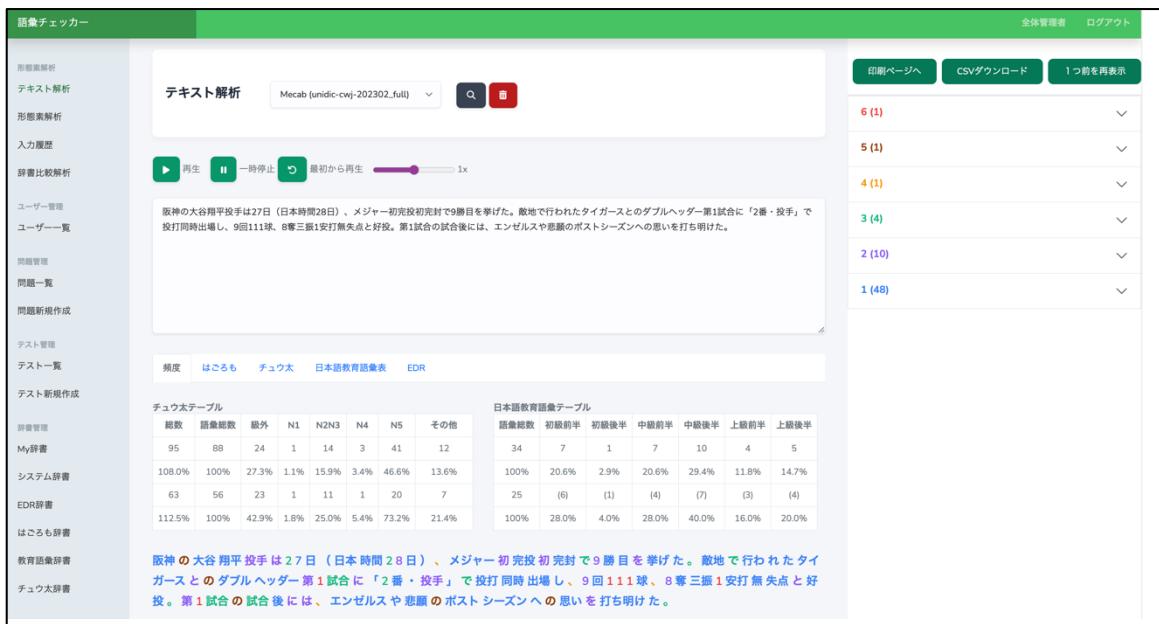 語彙チェッカー
全体管理者 ログアウト
形態素解析
テキスト解析
形態素解析
入力履歴
辞書比較解析
ユーザー管理
ユーザー一覧
問題管理
問題一覧
問題新規作成
テスト管理
テスト一覧
テスト新規作成
辞書管理
My辞書
システム辞書
EDR辞書
はごろも辞書
教育語彙辞書
チュウ太辞書
テキスト解析 Mecab (unidic-cwj-202302_full)
再生 一時停止 最初から再生 1x
阪神の大谷翔平投手は27日（日本時間28日）、メジャー初完投初完封で9勝目を挙げた。敵地で行われたタイガースとのダブルヘッダー第1試合に「2番・投手」で
投打同時出場し、9回111球、8奪三振1安打無失点と好投。第1試合の試合後には、エンゼルスや悲願のポストシーズンへの思いを打ち明けた。
頻度 はごろも チュウ太 日本語教育語彙表 EDR
チュウ太テーブル
総数 語彙総数 級外 N1 N2N3 N4 N5 その他
95 88 24 1 14 3 41 12
108.0% 100% 27.3% 1.1% 15.9% 3.4% 46.6% 13.6%
63 56 23 1 11 1 20 7
112.5% 100% 42.9% 1.8% 25.0% 5.4% 73.2% 21.4%
日本語教育語彙テーブル
語彙総数 初級前半 初級後半 中級前半 中級後半 上級前半 上級後半
34 7 1 7 10 4 5
100% 20.6% 2.9% 20.6% 29.4% 11.8% 14.7%
25 (6) (1) (4) (7) (3) (4)
100% 28.0% 4.0% 28.0% 40.0% 16.0% 20.0%
阪神 の 大谷 翔平 投手 は 2 7 日 （ 日本 時間 2 8 日 ） 、 メジャー 初 完投 初 完封 で 9 勝 目 を 挙げ た 。 敵地 で 行わ れ た タイ
ガース と の ダブル ヘッダー 第 1 試合 に 「 2 番 ・ 投手 」 で 投打 同時 出場 し 、 9 回 1 1 1 球 、 8 奪 三振 1 安打 無 失点 と 好
投 。 第 1 試合 の 試合 後 に は 、 エンゼルス や 悲願 の ポスト シーズン へ の 思い を 打ち明け た 。
印刷ページへ CSVダウンロード 1つ前を再表示
6 (1)
5 (1)
4 (1)
3 (4)
2 (10)
1 (48)